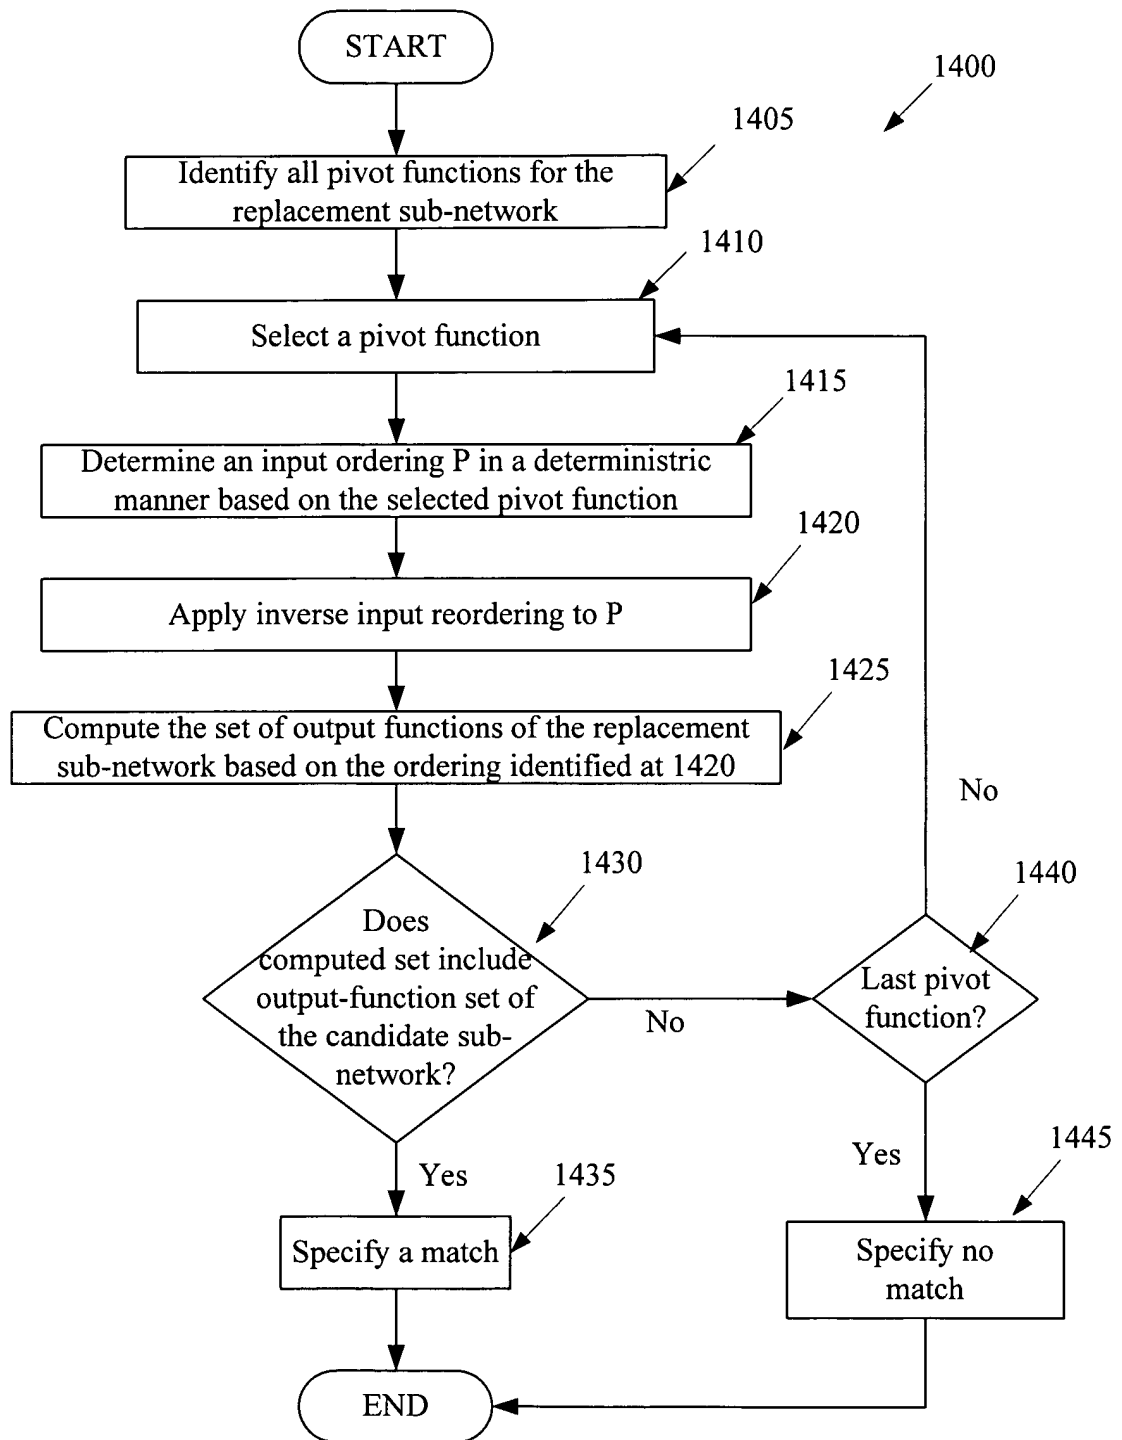 START
1400
1405
Identify all pivot functions for the
replacement sub-network
1410
Select a pivot function
1415
Determine an input ordering P in a deterministric
manner based on the selected pivot function
1420
Apply inverse input reordering to P
1425
Compute the set of output functions of the replacement
sub-network based on the ordering identified at 1420
No
1430
1440
Does
computed set include
output-function set of
the candidate sub-
network?
No
Last pivot
function?
Yes
1435
Yes
1445
Specify a match
Specify no
match
END